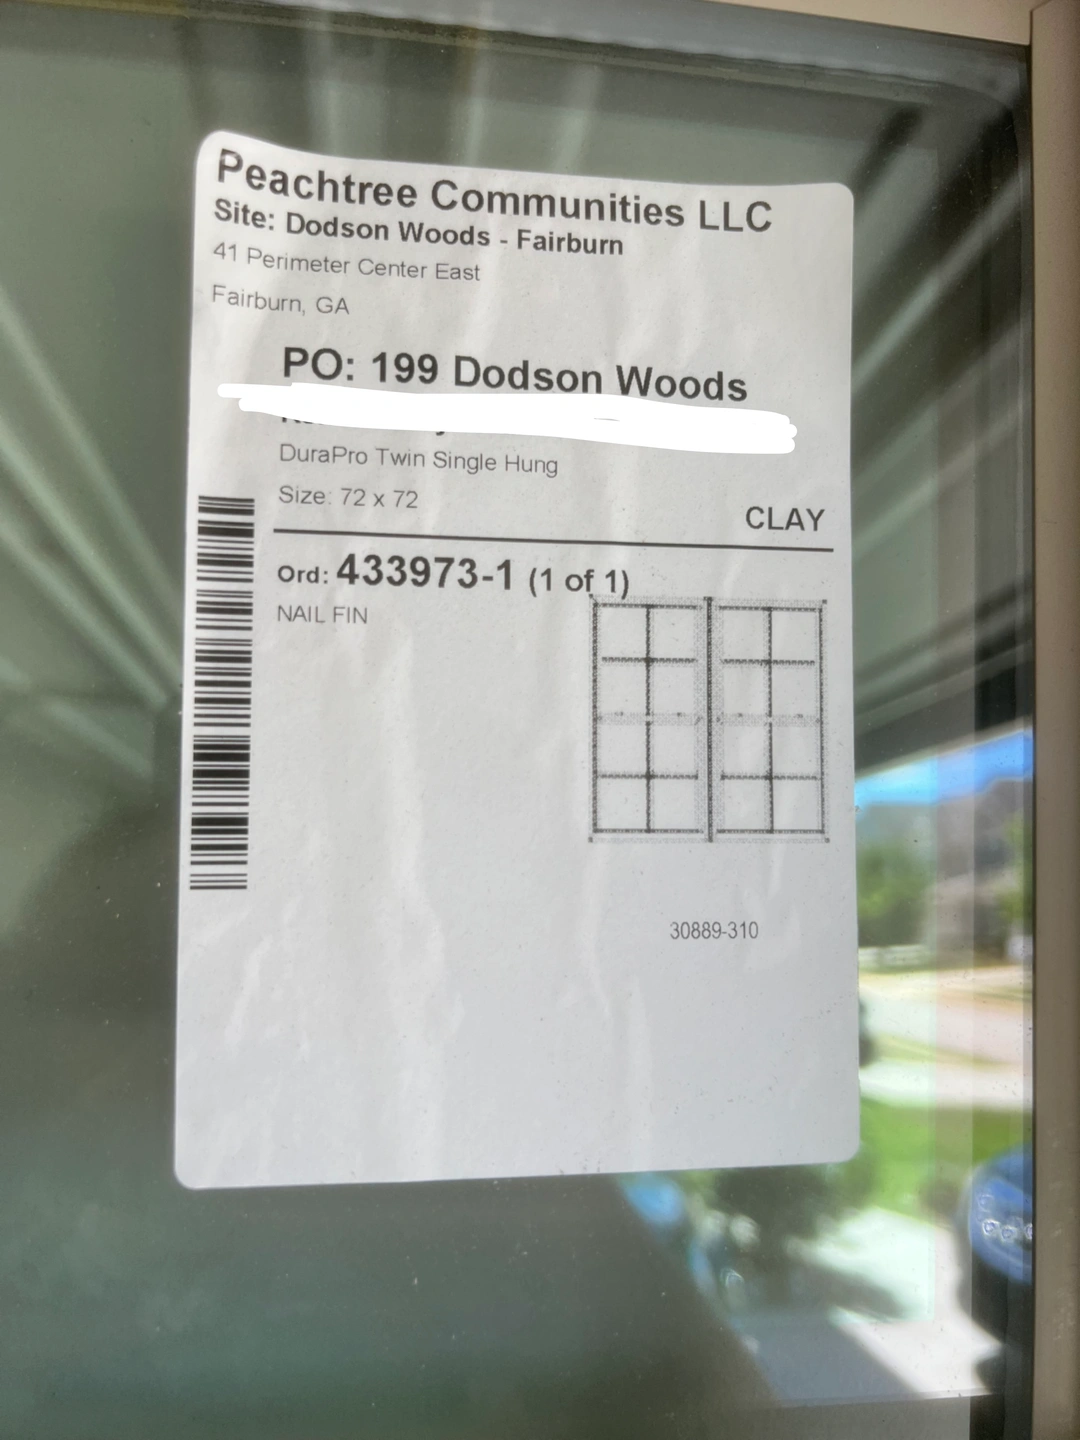 Peachtree Communities LLC
Site: Dodson Woods - Fairburn
41 Perimeter Center East
Fairburn, GA
PO: 199 Dodson Woods
DuraPro Twin Single Hung
Size: 72 x 72
CLAY
Ord: 433973-1 (1 of 1)
NAIL FIN
30889-310